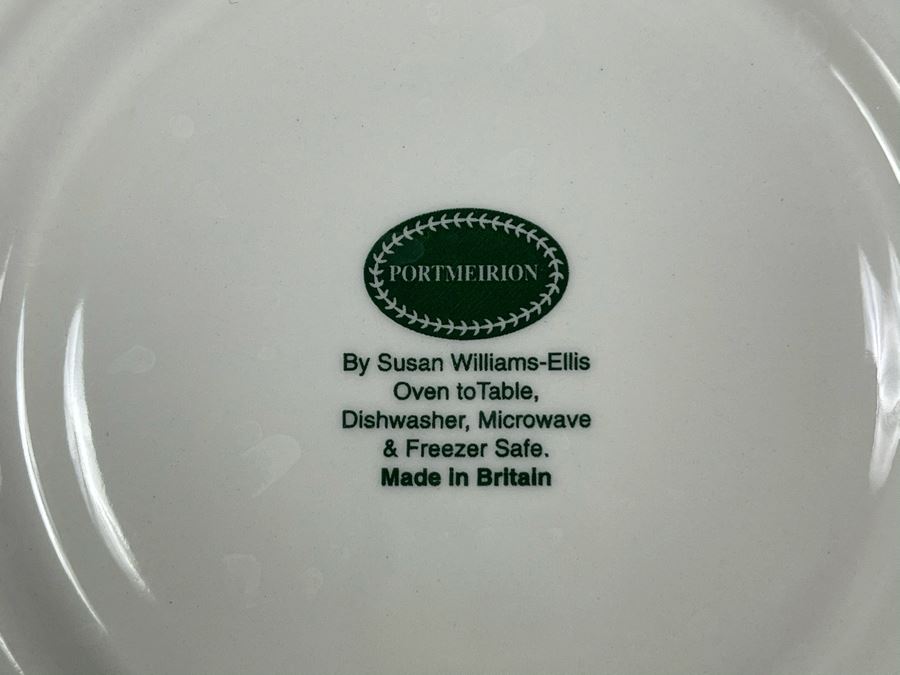 PORTMEIRION
By Susan Williams-Ellis
Oven toTable,
Dishwasher, Microwave
& Freezer Safe.
Made in Britain